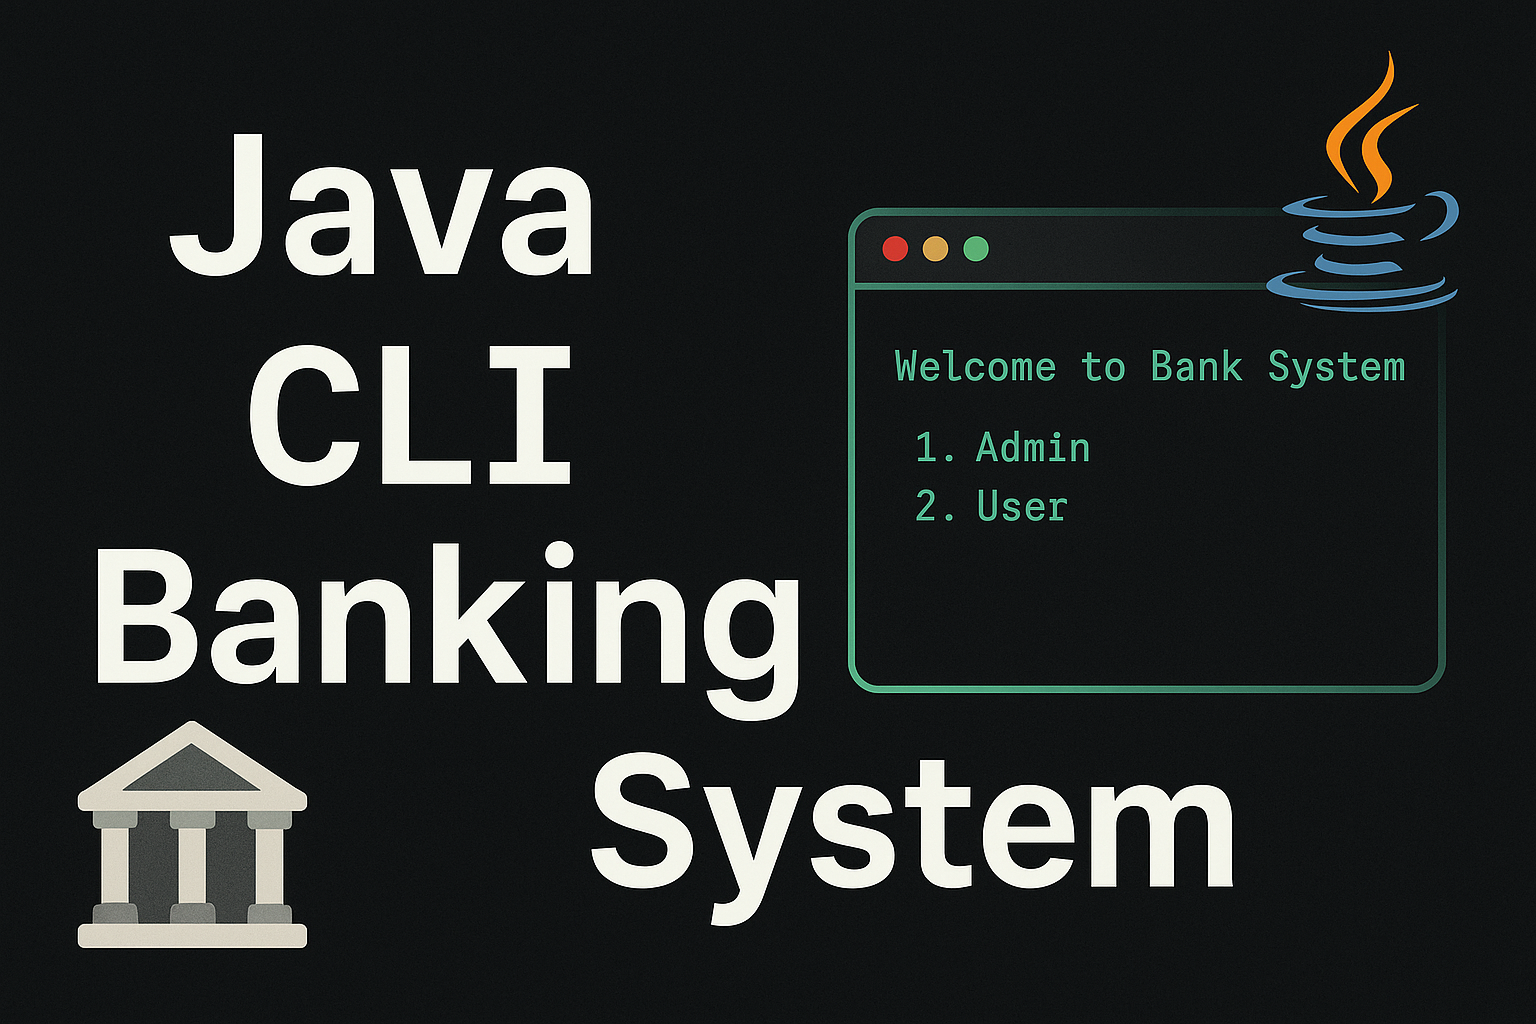 Java
CLI
Banking
System
Welcome to Bank System
1. Admin
2. User